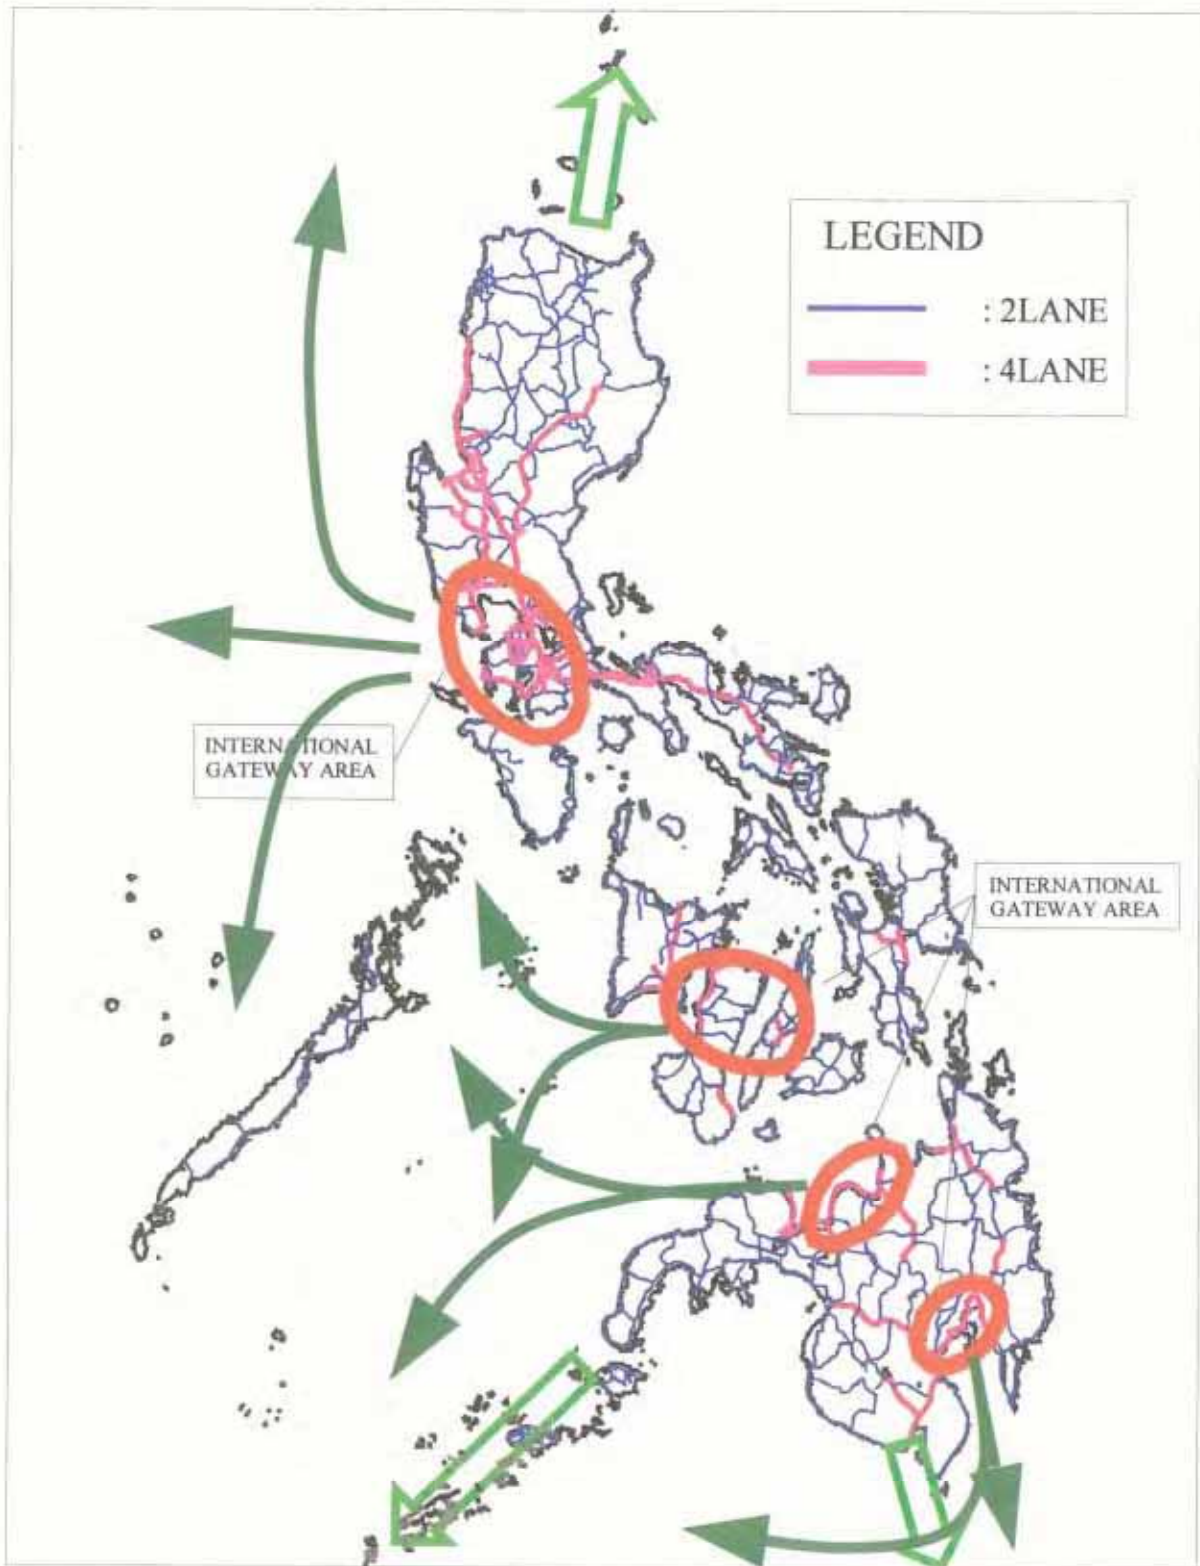 LEGEND
: 2LANE
: 4LANE
INTERNATIONAL
GATEWAY AREA
INTERNATIONAL
GATEWAY AREA